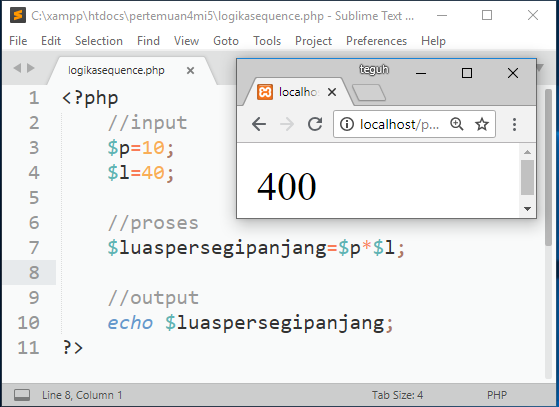 C:\xampp\htdocs\pertemuan4mi5\logikasequence.php - Sublime Text ...
File Edit Selection Find View Goto Tools Project Preferences Help
logikasequence.php
1 <?php
2 //input
3 $p=10;
4 $l=40;
5
6 //proses
7 $luaspersegipanjang=$p*$l;
8
9 //output
10 echo $luaspersegipanjang;
11 ?>
teguh
localho
localhost/p...
400
Line 8, Column 1 Tab Size: 4 PHP